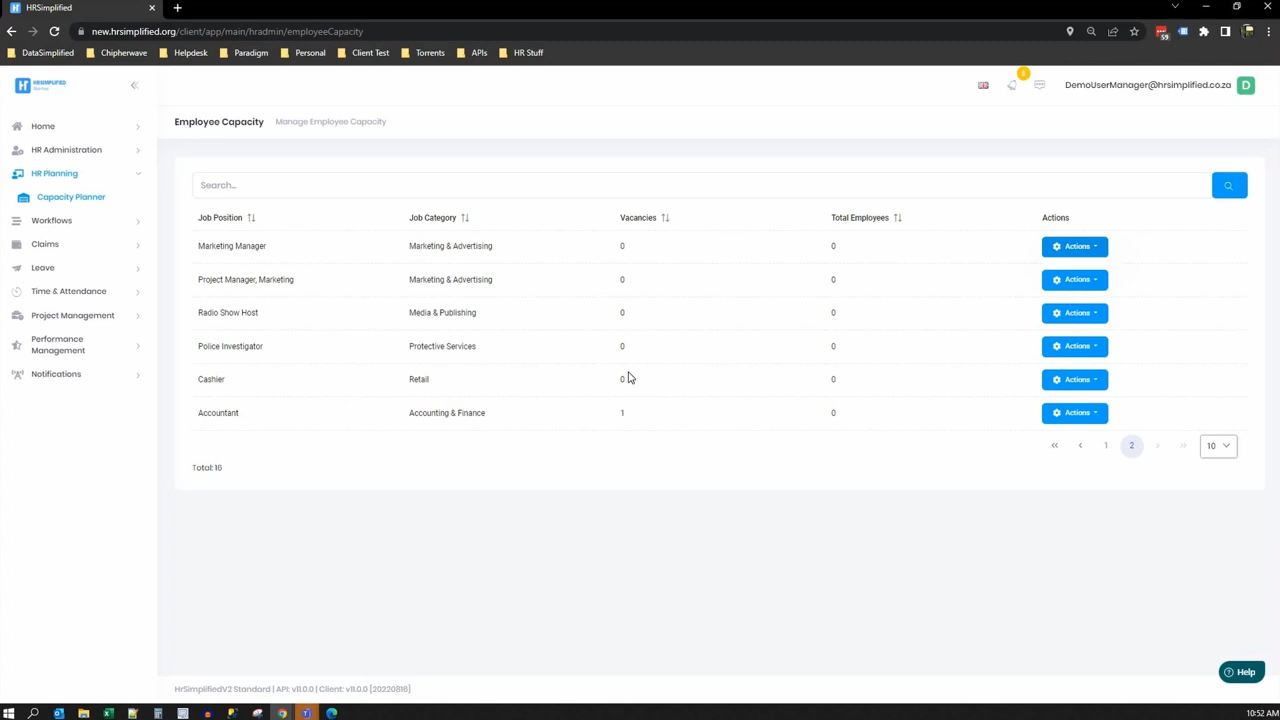 HRSimplified
new.hrsimplified.org/client/app/main/hradmin/employeeCapacity
59
DataSimplified
Chipherwave
Helpdesk
Paradigm
Personal
Client Test
Torrents
APIs
HR Stuff
HRSIMPLIFIED
3
DemoUserManager@hrsimplified.co.za
D
Employee Capacity
Manage Employee Capacity
Home
HR Administration
HR Planning
Capacity Planner
Workflows
Claims
Leave
Time & Attendance
Project Management
Performance
Management
Notifications
Search...
Job Position Job Category Vacancies Total Employees Actions
Marketing Manager Marketing & Advertising 0 0 Actions
Project Manager, Marketing Marketing & Advertising 0 0 Actions
Radio Show Host Media & Publishing 0 0 Actions
Police Investigator Protective Services 0 0 Actions
Cashier Retail 0 0 Actions
Accountant Accounting & Finance 1 0 Actions
1 2 10
Total: 16
Help
HrSimplifiedV2 Standard | API: v11.0.0 | Client: v11.0.0 [20220816]
10:52 AM